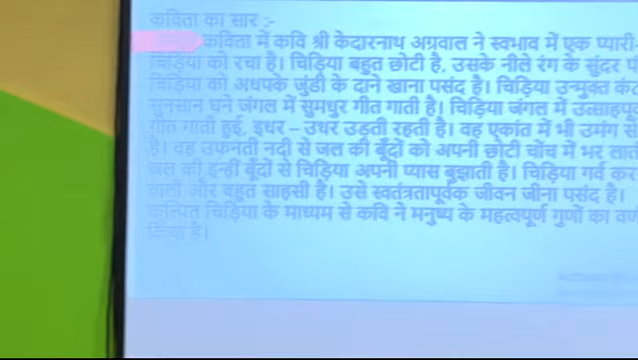 कविता का सार :-
कविता में कवि श्री केदारनाथ अग्रवाल ने स्वभाव में एक प्यारी-
चिड़िया को रचा है। चिड़िया बहुत छोटी है, उसके नीले रंग के सुंदर
चिड़िया को अधपके जुंडी के दाने खाना पसंद है। चिड़िया उन्मुक्त
सुनसान घने जंगल में सुमधुर गीत गाती है। चिड़िया जंगल में
गीत गाती हुई, इधर – उधर उड़ती रहती है। वह एकांत में भी उमंग से
है। वह उफनती नदी से जल की बूँदों को अपनी छोटी चोंच में भर
जल की इन्हीं बूँदों से चिड़िया अपनी प्यास बुझाती है। चिड़िया गर्व
वाली और बहुत साहसी है। उसे स्वतंत्रतापूर्वक जीवन जीना पसंद है।
कल्पित चिड़िया के माध्यम से कवि ने मनुष्य के महत्वपूर्ण गुणों का
किया है।